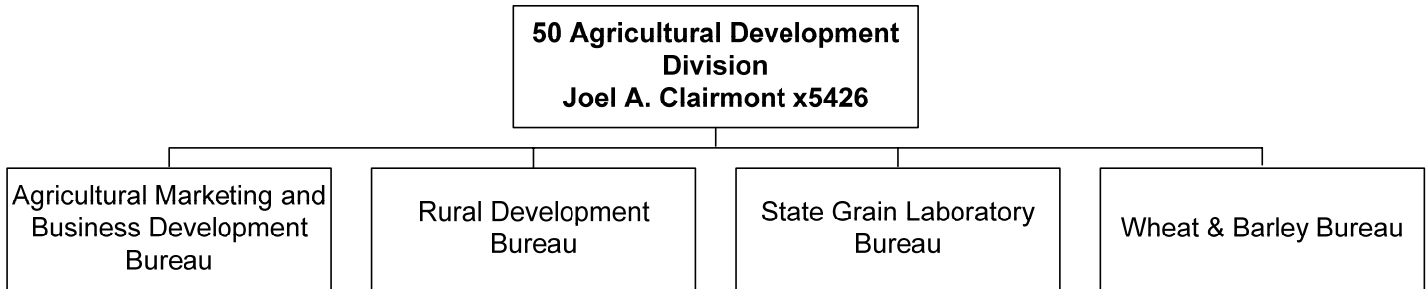 50 Agricultural Development
Division
Joel A. Clairmont x5426
Agricultural Marketing and
Business Development
Bureau
Rural Development
Bureau
State Grain Laboratory
Bureau
Wheat & Barley Bureau